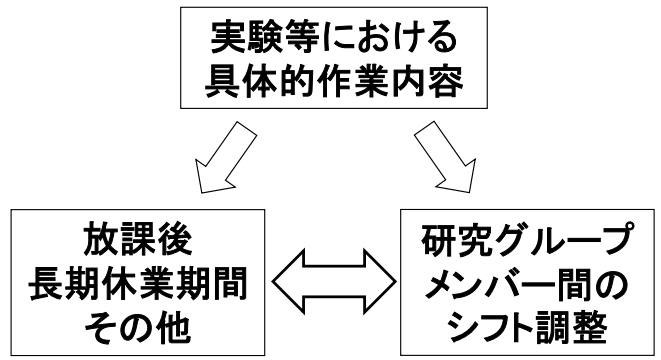 実験等における
具体的作業内容
放課後
長期休業期間
その他
研究グループ
メンバー間の
シフト調整